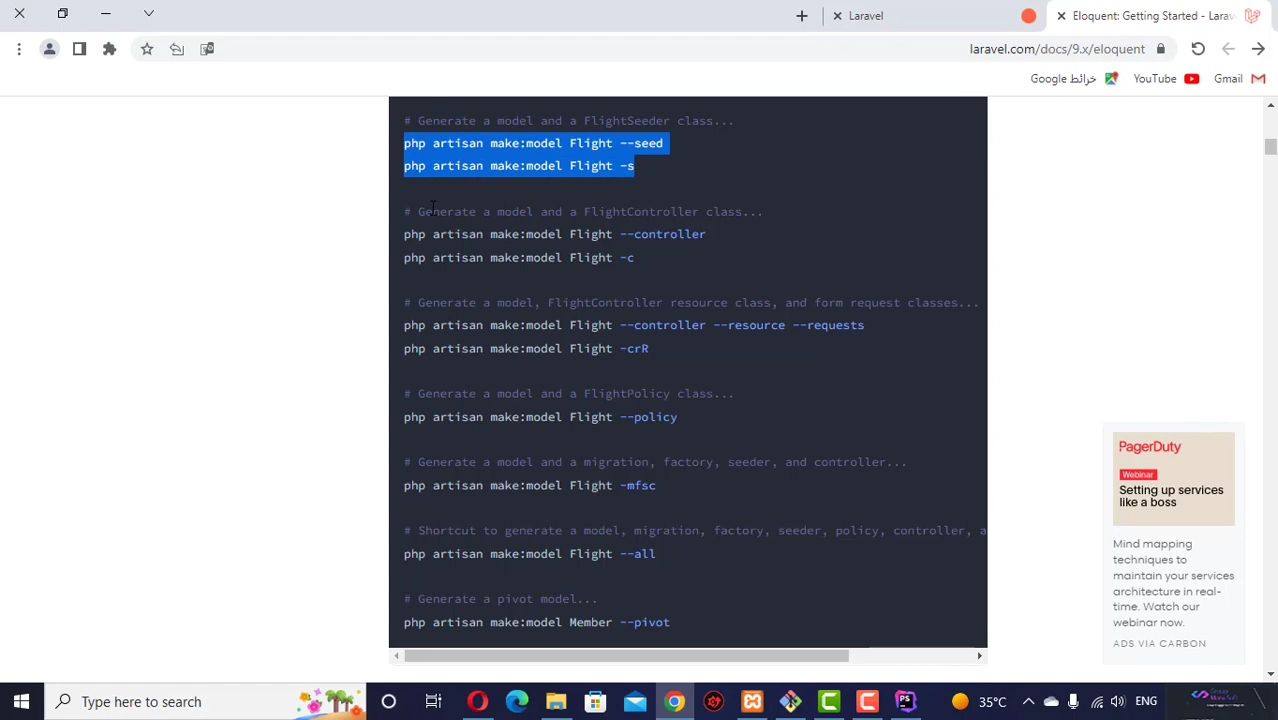 Laravel
Eloquent: Getting Started - Larav
laravel.com/docs/9.x/eloquent
خرائط Google
YouTube
Gmail
# Generate a model and a FlightSeeder class...
php artisan make:model Flight --seed
php artisan make:model Flight -s
# Generate a model and a FlightController class...
php artisan make:model Flight --controller
php artisan make:model Flight -c
# Generate a model, FlightController resource class, and form request classes...
php artisan make:model Flight --controller --resource --requests
php artisan make:model Flight -crR
# Generate a model and a FlightPolicy class...
php artisan make:model Flight --policy
# Generate a model and a migration, factory, seeder, and controller...
php artisan make:model Flight -mfsc
# Shortcut to generate a model, migration, factory, seeder, policy, controller, a
php artisan make:model Flight --all
# Generate a pivot model...
php artisan make:model Member --pivot
PagerDuty
Webinar
Setting up services
like a boss
Mind mapping
techniques to
maintain your services
architecture in real-
time. Watch our
webinar now.
ADS VIA CARBON
Type here to search
35°C
ENG